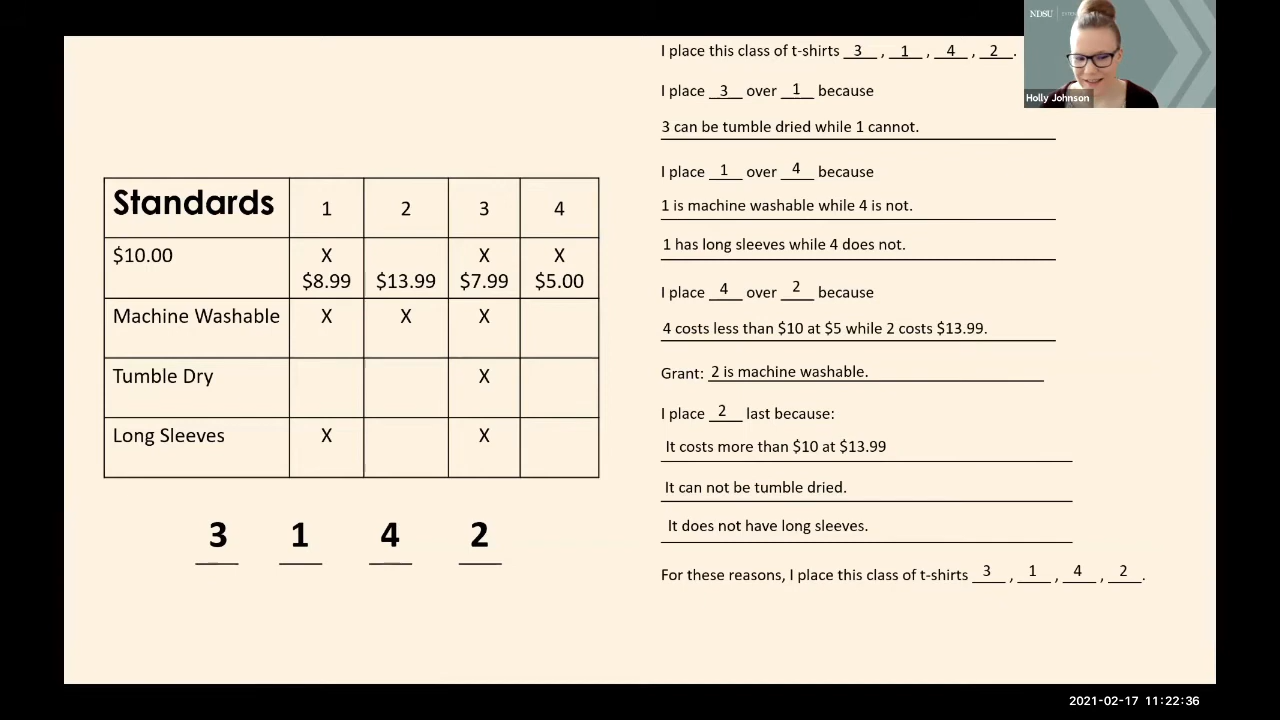 NDSU
Holly Johnson
I place this class of t-shirts 3 , 1 , 4 , 2 .
I place 3 over 1 because
3 can be tumble dried while 1 cannot.
I place 1 over 4 because
1 is machine washable while 4 is not.
1 has long sleeves while 4 does not.
I place 4 over 2 because
4 costs less than $10 at $5 while 2 costs $13.99.
Grant: 2 is machine washable.
I place 2 last because:
It costs more than $10 at $13.99
It can not be tumble dried.
It does not have long sleeves.
For these reasons, I place this class of t-shirts 3 , 1 , 4 , 2 .
Standards 1 2 3 4
$10.00 X X X
$8.99 $13.99 $7.99 $5.00
Machine Washable X X X
Tumble Dry X
Long Sleeves X X
3 1 4 2
2021-02-17 11:22:36